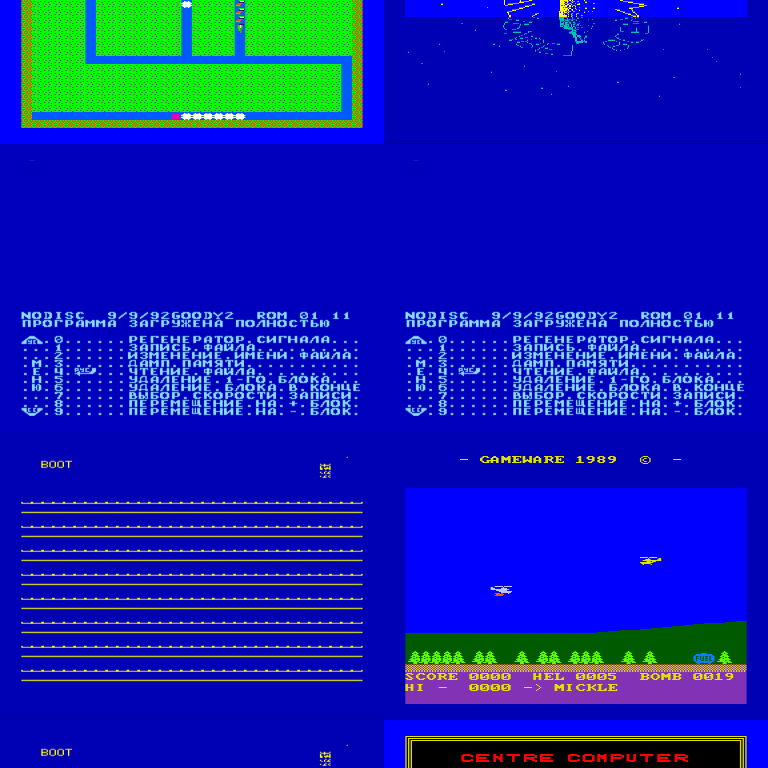 NODISC 9/9/92GOODY2 ROM 01.11
ПРОГРАММА ЗАГРУЖЕНА ПОЛНОСТЬЮ
0......РЕГЕНЕРАТОР.СИГНАЛА...
1......ЗАПИСЬ.ФАЙЛА..........
2......ИЗМЕНЕНИЕ.ИМЕНИ.ФАЙЛА.
М.3......ДАМП.ПАМЯТИ...........
Е.4......ЧТЕНИЕ.ФАЙЛА..........
Н.5......УДАЛЕНИЕ.1-ГО.БЛОКА...
Ю.6......УДАЛЕНИЕ.БЛОКА.В.КОНЦЕ
7......ВЫБОР.СКОРОСТИ.ЗАПИСИ.
8......ПЕРЕМЕЩЕНИЕ.НА.+.БЛОК.
9......ПЕРЕМЕЩЕНИЕ.НА.-.БЛОК.
NODISC 9/9/92GOODY2 ROM 01.11
ПРОГРАММА ЗАГРУЖЕНА ПОЛНОСТЬЮ
0......РЕГЕНЕРАТОР.СИГНАЛА...
1......ЗАПИСЬ.ФАЙЛА..........
2......ИЗМЕНЕНИЕ.ИМЕНИ.ФАЙЛА.
М.3......ДАМП.ПАМЯТИ...........
Е.4......ЧТЕНИЕ.ФАЙЛА..........
Н.5......УДАЛЕНИЕ.1-ГО.БЛОКА...
Ю.6......УДАЛЕНИЕ.БЛОКА.В.КОНЦЕ
7......ВЫБОР.СКОРОСТИ.ЗАПИСИ.
8......ПЕРЕМЕЩЕНИЕ.НА.+.БЛОК.
9......ПЕРЕМЕЩЕНИЕ.НА.-.БЛОК.
BOOT
- GAMEWARE 1989 © -
FUEL
SCORE 0000 HEL 0005 BOMB 0019
HI - 0000 -> MICKLE
BOOT
CENTRE COMPUTER